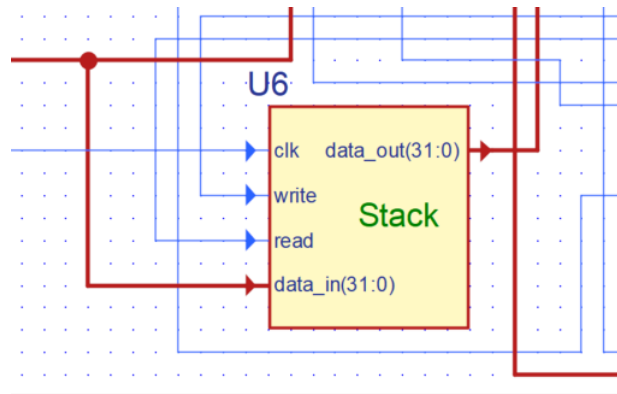 U6
clk data_out(31:0)
write
Stack
read
data_in(31:0)